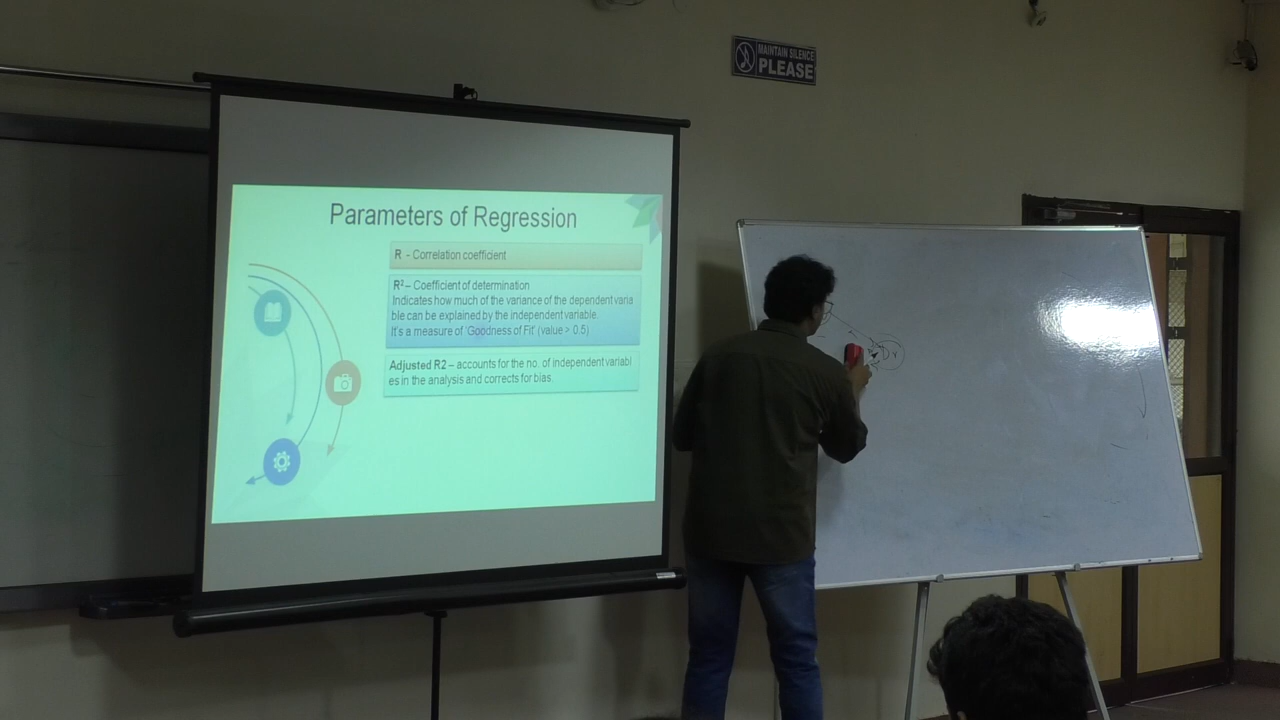 MAINTAIN SILENCE
PLEASE
Parameters of Regression
R - Correlation coefficient
R² – Coefficient of determination
Indicates how much of the variance of the dependent varia
ble can be explained by the independent variable.
It's a measure of 'Goodness of Fit' (value > 0.5)
Adjusted R2 – accounts for the no. of independent variabl
es in the analysis and corrects for bias.